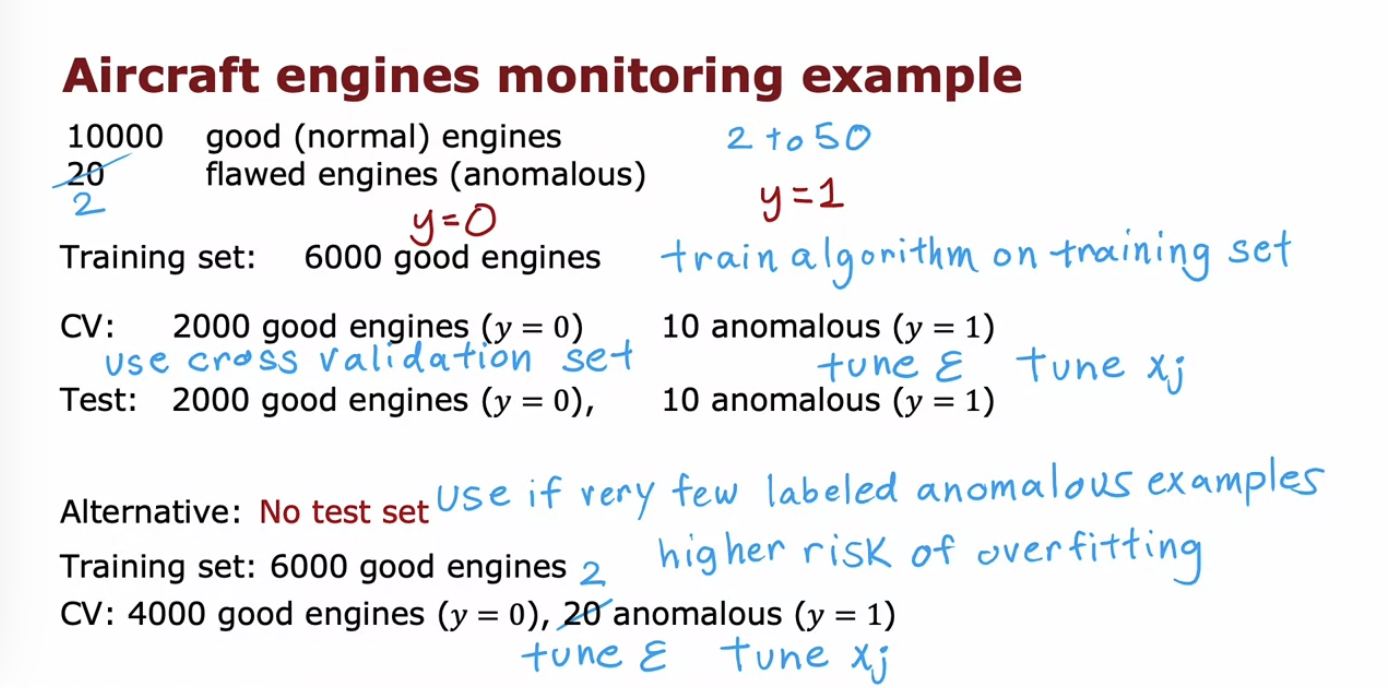 Aircraft engines monitoring example
10000 good (normal) engines 2 to 50
20 flawed engines (anomalous)
2 y=0 y=1
Training set: 6000 good engines train algorithm on training set
CV: 2000 good engines (y = 0) 10 anomalous (y = 1)
use cross validation set tune ε tune xj
Test: 2000 good engines (y = 0), 10 anomalous (y = 1)
Alternative: No test set use if very few labeled anomalous examples
higher risk of overfitting
Training set: 6000 good engines 2
CV: 4000 good engines (y = 0), 20 anomalous (y = 1)
tune ε tune xj